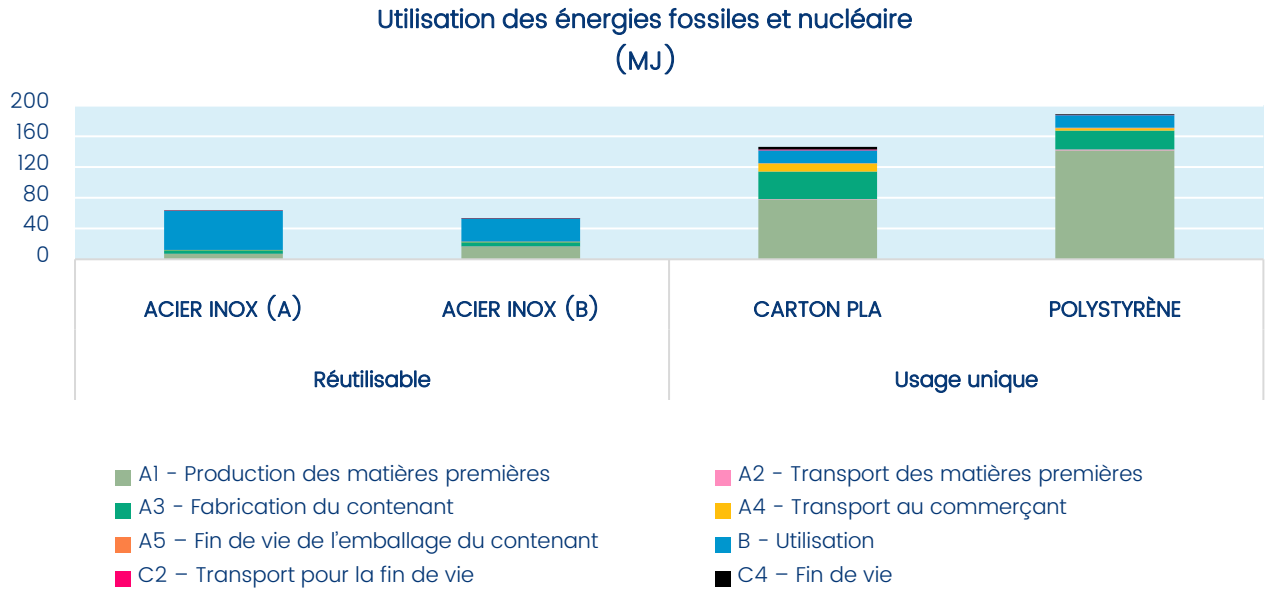 Utilisation des énergies fossiles et nucléaire
(MJ)
200
160
120
80
40
0
ACIER INOX (A)
ACIER INOX (B)
CARTON PLA
POLYSTYRÈNE
Réutilisable
Usage unique
A1 - Production des matières premières
A2 - Transport des matières premières
A3 - Fabrication du contenant
A4 - Transport au commerçant
A5 – Fin de vie de l'emballage du contenant
B - Utilisation
C2 – Transport pour la fin de vie
C4 – Fin de vie